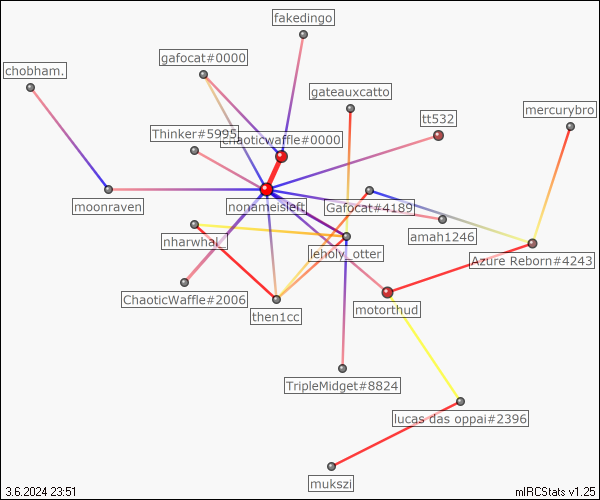 fakedingo
gafocat#0000
chobham.
gateauxcatto
mercurybro
tt532
Thinker#5995
chaoticwaffle#0000
moonraven
nonameisleft
Gafocat#4189
amah1246
nharwhal_
leholy_otter
Azure Reborn#4243
ChaoticWaffle#2006
then1cc
motorthud
TripleMidget#8824
lucas das oppai#2396
mukszi
3.6.2024 23:51
mIRCStats v1.25